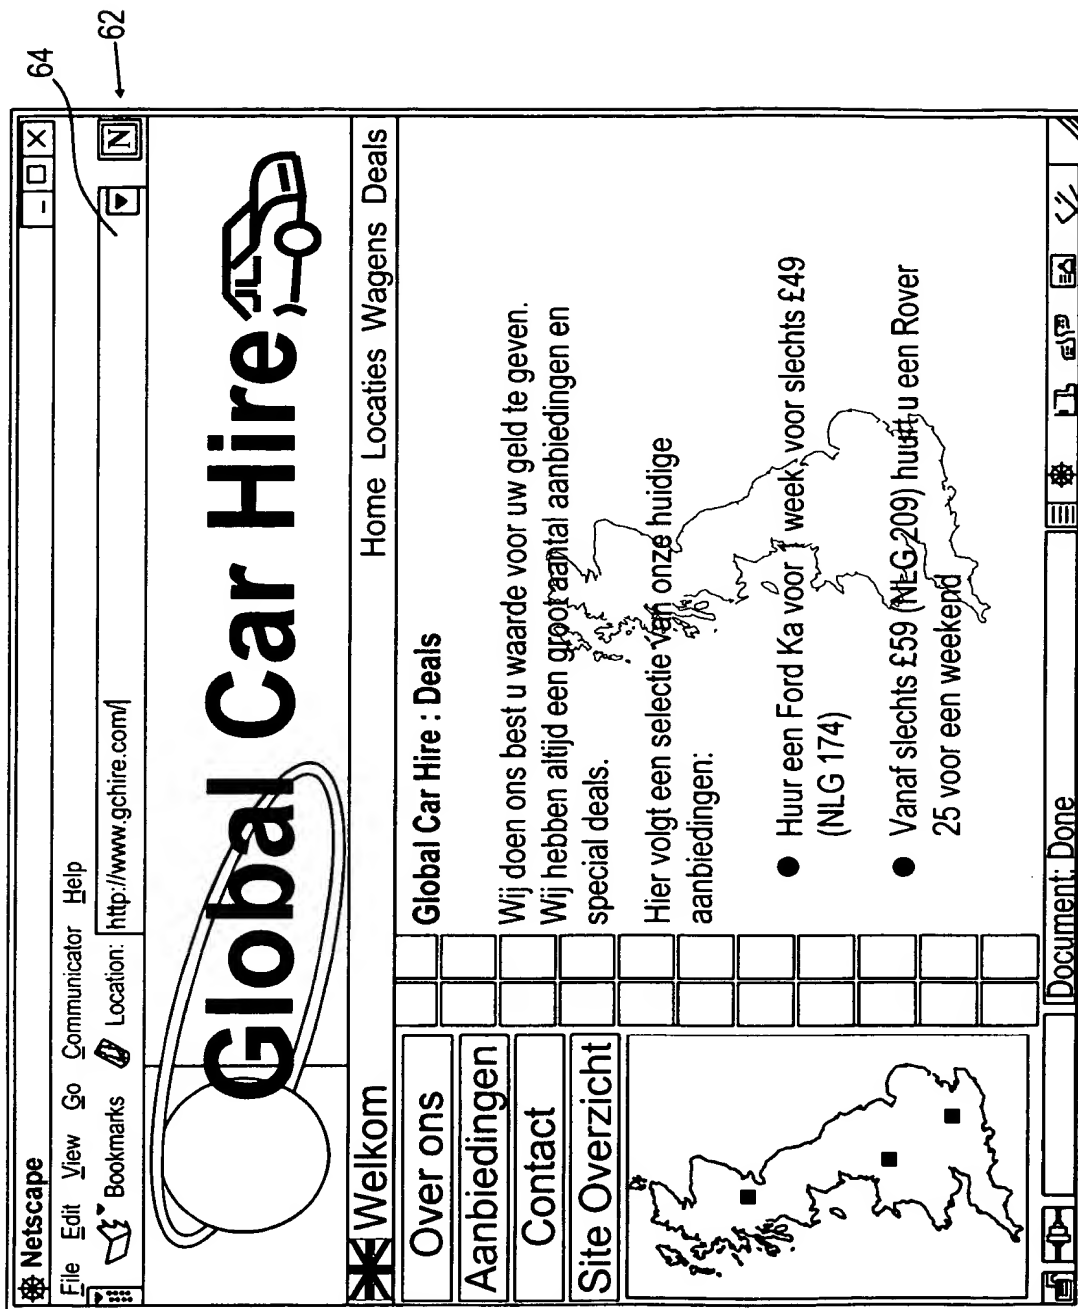 64
62
Netscape
File Edit View Go Communicator Help
Bookmarks Location: http://www.gchire.com/
N
Global Car Hire
Welkom
Home Locaties Wagens Deals
Over ons
Aanbiedingen
Contact
Site Overzicht
Global Car Hire : Deals
Wij doen ons best u waarde voor uw geld te geven.
Wij hebben altijd een groot aantal aanbiedingen en
special deals.
Hier volgt een selectie van onze huidige
aanbiedingen:
● Huur een Ford Ka voor 1 week voor slechts £49
(NLG 174)
● Vanaf slechts £59 (NLG 209) huurt u een Rover
25 voor een weekend
Document: Done